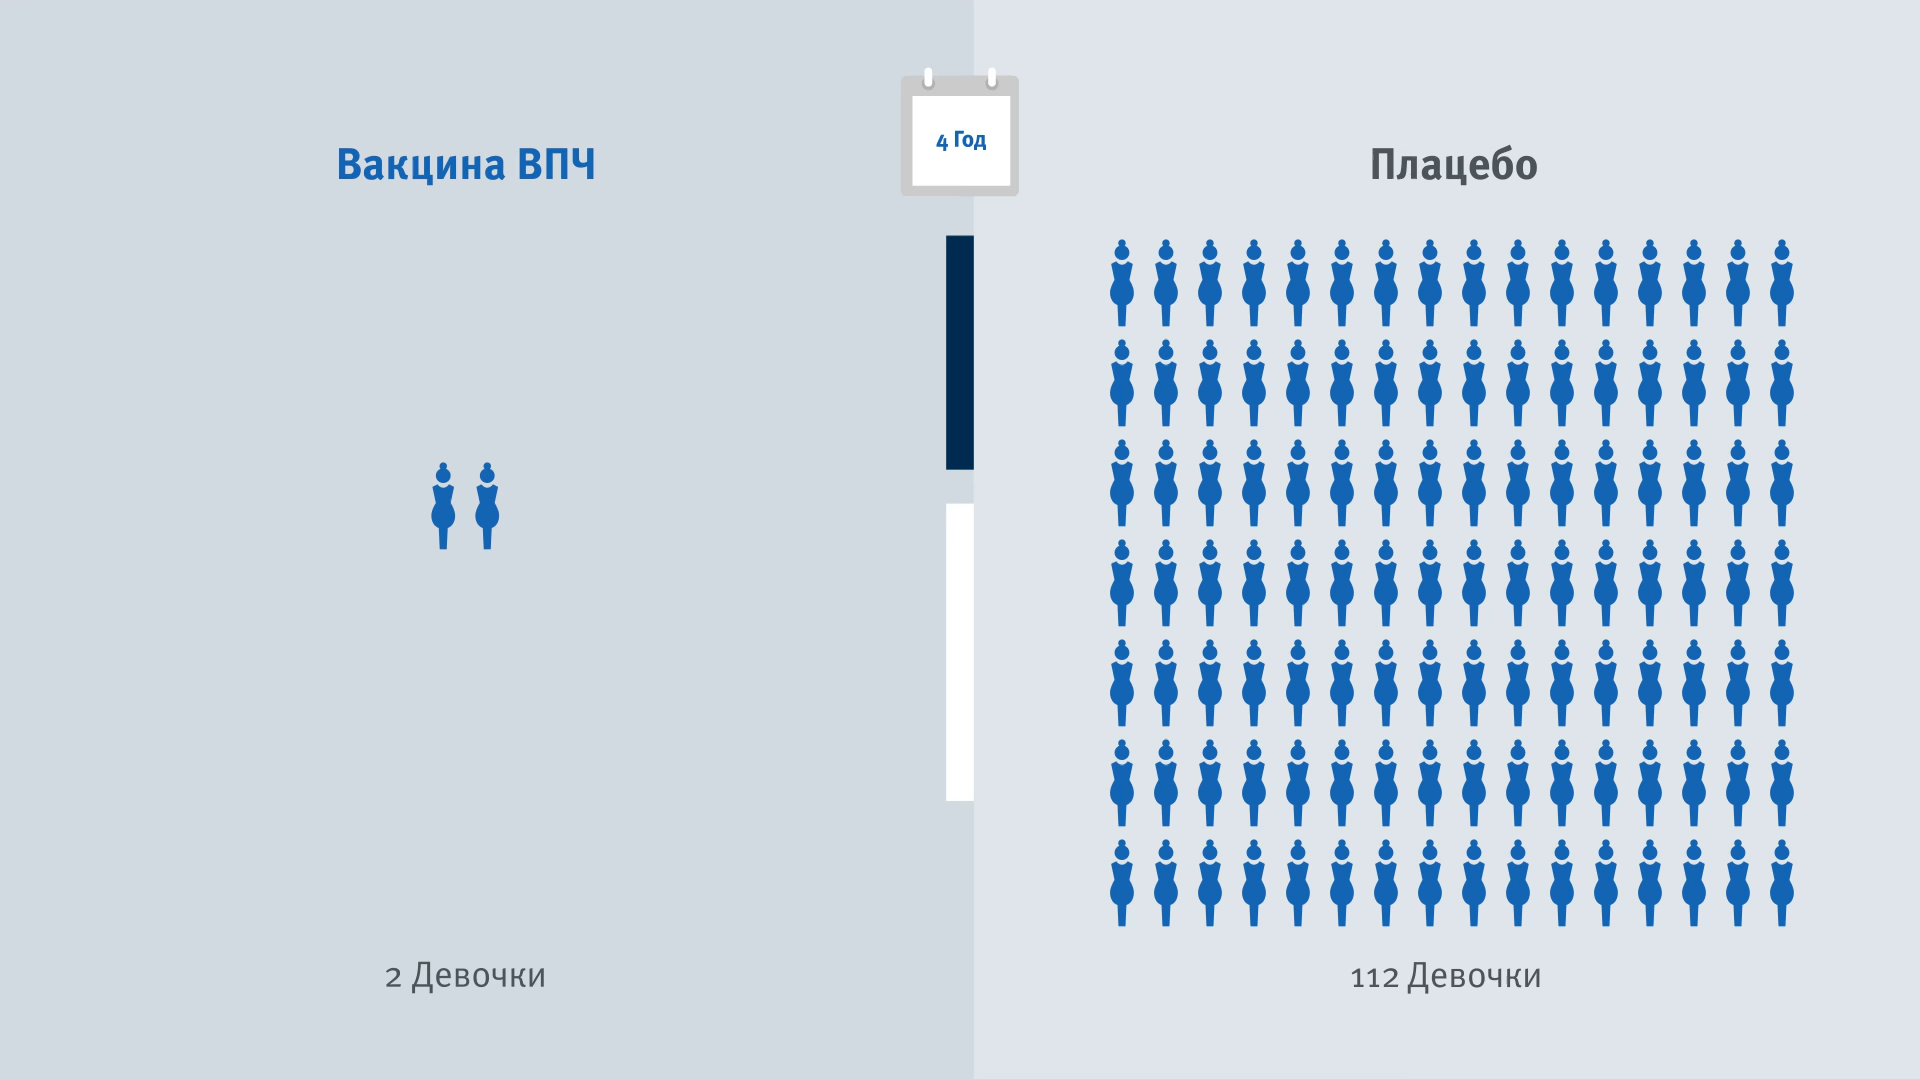 4 Год
Вакцина ВПЧ
Плацебо
2 Девочки
112 Девочки